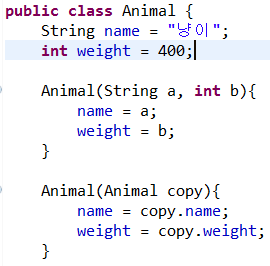 public class Animal {
    String name = "냥이";
    int weight = 400;

    Animal(String a, int b){
        name = a;
        weight = b;
    }

    Animal(Animal copy){
        name = copy.name;
        weight = copy.weight;
    }